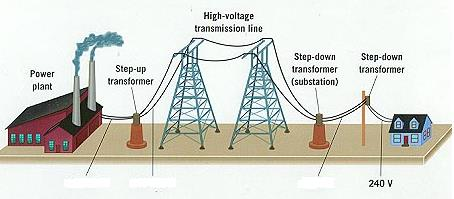 High-voltage
transmission line
Power
plant
Step-up
transformer
Step-down
transformer
(substation)
Step-down
transformer
240 V